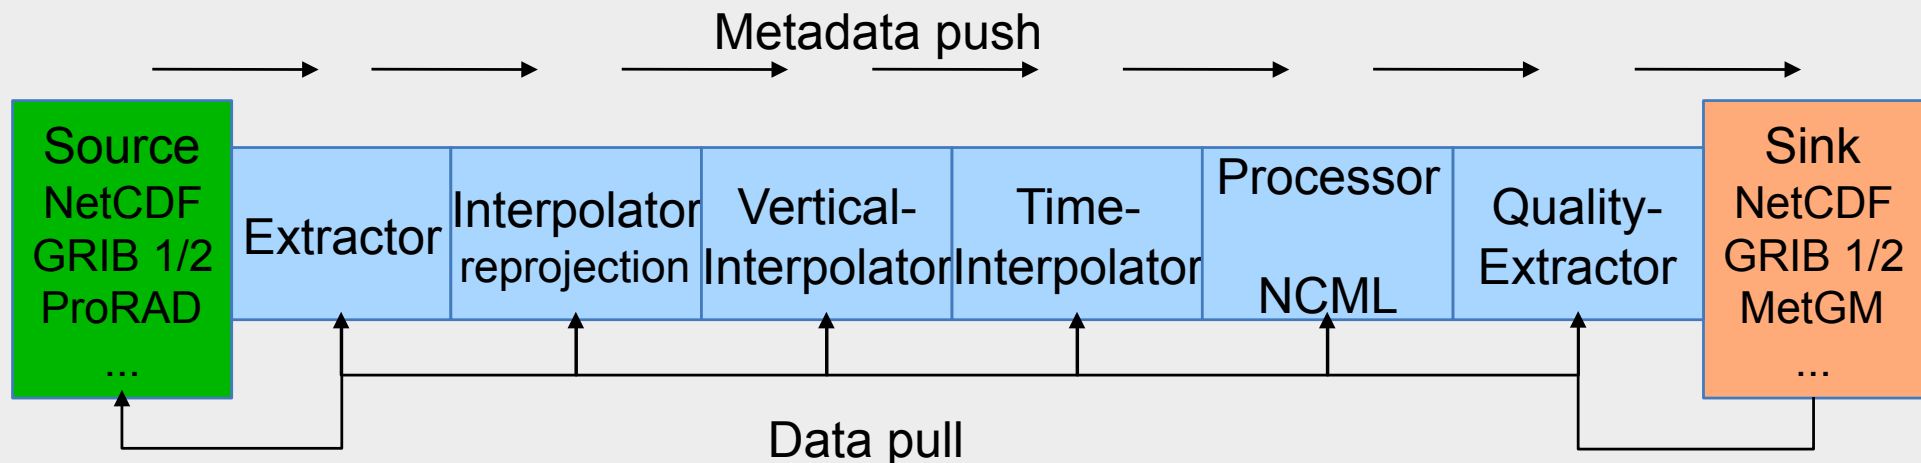 Metadata push
Source
NetCDF
GRIB 1/2
ProRAD
...
Extractor
Interpolator
reprojection
Vertical-
Interpolator
Time-
Interpolator
Processor
NCML
Quality-
Extractor
Sink
NetCDF
GRIB 1/2
MetGM
...
Data pull